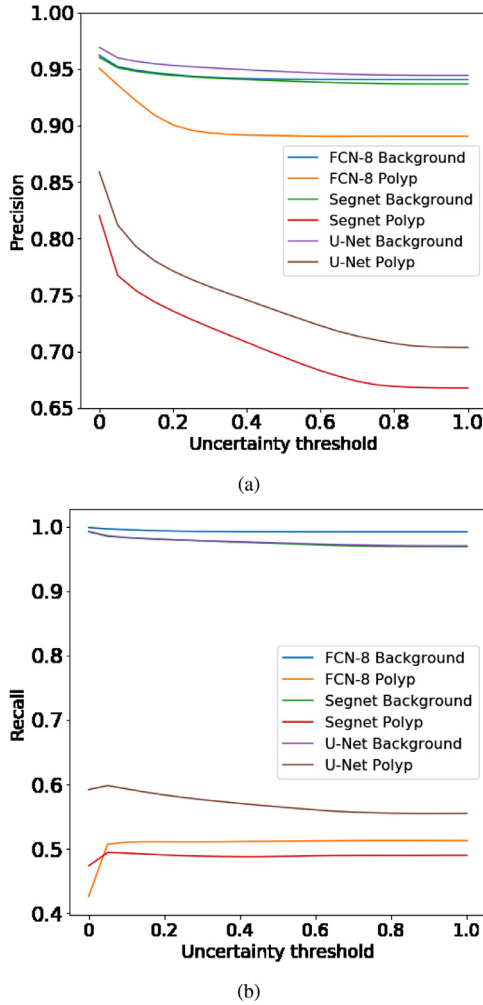 1.00
0.95
0.90
0.85
0.80
0.75
0.70
0.65
Precision
FCN-8 Background
FCN-8 Polyp
Segnet Background
Segnet Polyp
U-Net Background
U-Net Polyp
0 0.2 0.4 0.6 0.8 1.0
Uncertainty threshold
(a)
1.0
0.9
0.8
0.7
0.6
0.5
0.4
Recall
FCN-8 Background
FCN-8 Polyp
Segnet Background
Segnet Polyp
U-Net Background
U-Net Polyp
0 0.2 0.4 0.6 0.8 1.0
Uncertainty threshold
(b)